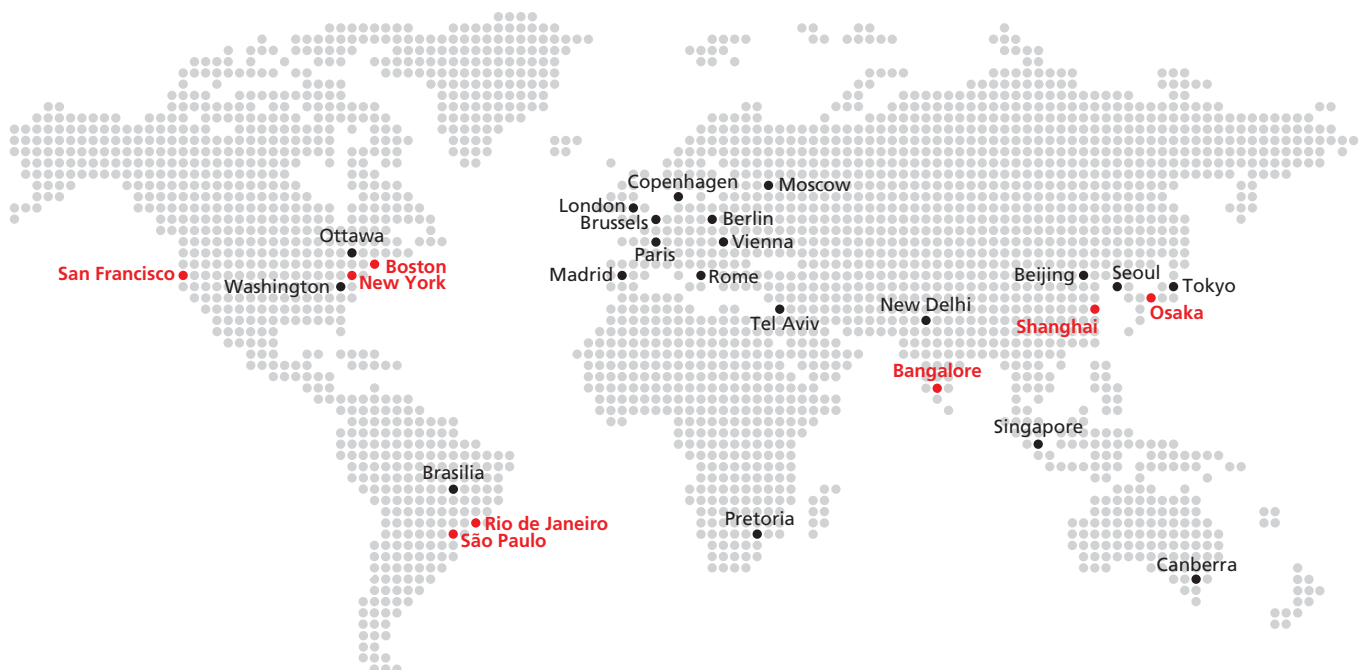 Copenhagen
Moscow
London
Brussels
Berlin
Ottawa
Paris
Vienna
San Francisco
Boston
New York
Washington
Madrid
Rome
Beijing
Seoul
Tokyo
Tel Aviv
New Delhi
Shanghai
Osaka
Bangalore
Singapore
Brasilia
Rio de Janeiro
São Paulo
Pretoria
Canberra